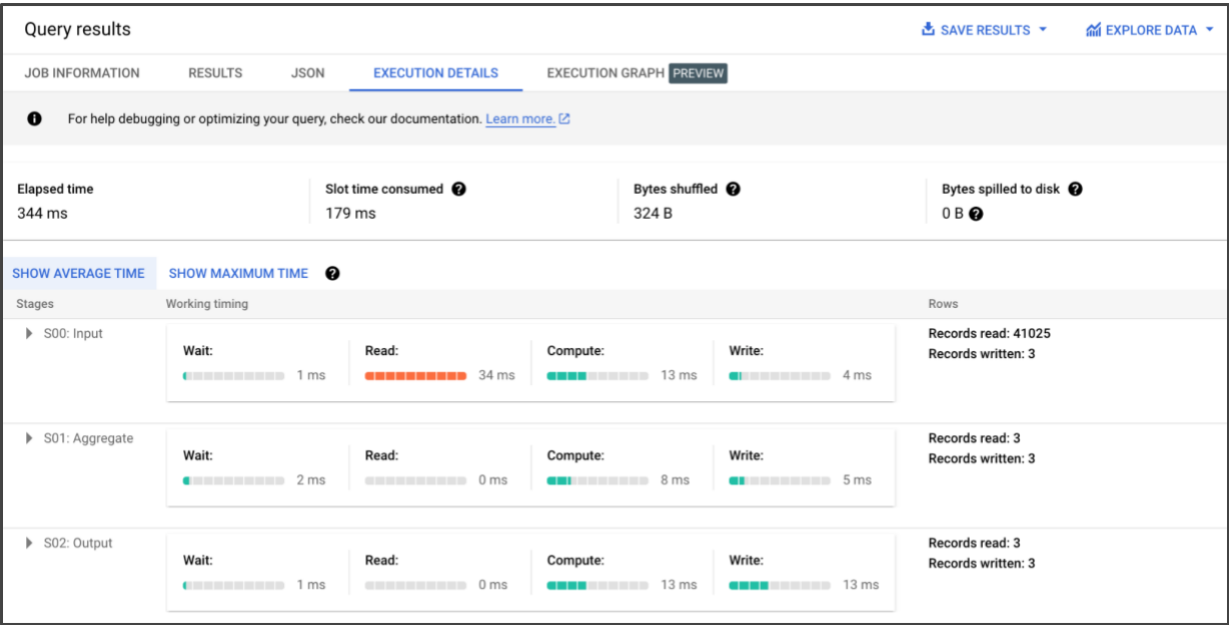 Query results
SAVE RESULTS
EXPLORE DATA
JOB INFORMATION
RESULTS
JSON
EXECUTION DETAILS
EXECUTION GRAPH PREVIEW
For help debugging or optimizing your query, check our documentation. Learn more.
Elapsed time
344 ms
Slot time consumed
179 ms
Bytes shuffled
324 B
Bytes spilled to disk
0 B
SHOW AVERAGE TIME
SHOW MAXIMUM TIME
Stages
Working timing
Rows
S00: Input
Wait:
1 ms
Read:
34 ms
Compute:
13 ms
Write:
4 ms
Records read: 41025
Records written: 3
S01: Aggregate
Wait:
2 ms
Read:
0 ms
Compute:
8 ms
Write:
5 ms
Records read: 3
Records written: 3
S02: Output
Wait:
1 ms
Read:
0 ms
Compute:
13 ms
Write:
13 ms
Records read: 3
Records written: 3